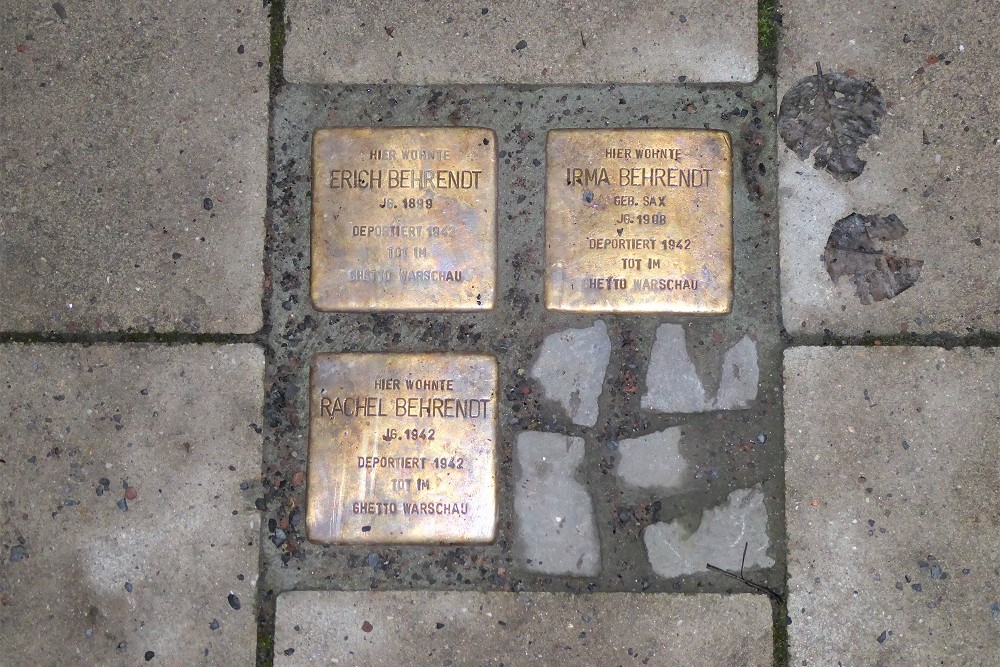 HIER WOHNTE
ERICH BEHRENDT
JG. 1899
DEPORTIERT 1942
TOT IM
GHETTO WARSCHAU
HIER WOHNTE
IRMA BEHRENDT
GEB. SAX
JG. 1908
DEPORTIERT 1942
TOT IM
GHETTO WARSCHAU
HIER WOHNTE
RACHEL BEHRENDT
JG. 1942
DEPORTIERT 1942
TOT IM
GHETTO WARSCHAU